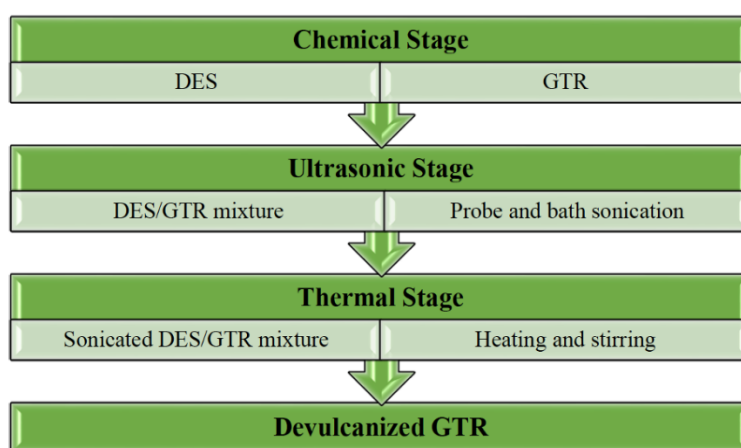 Chemical Stage
DES
GTR
Ultrasonic Stage
DES/GTR mixture
Probe and bath sonication
Thermal Stage
Sonicated DES/GTR mixture
Heating and stirring
Devulcanized GTR